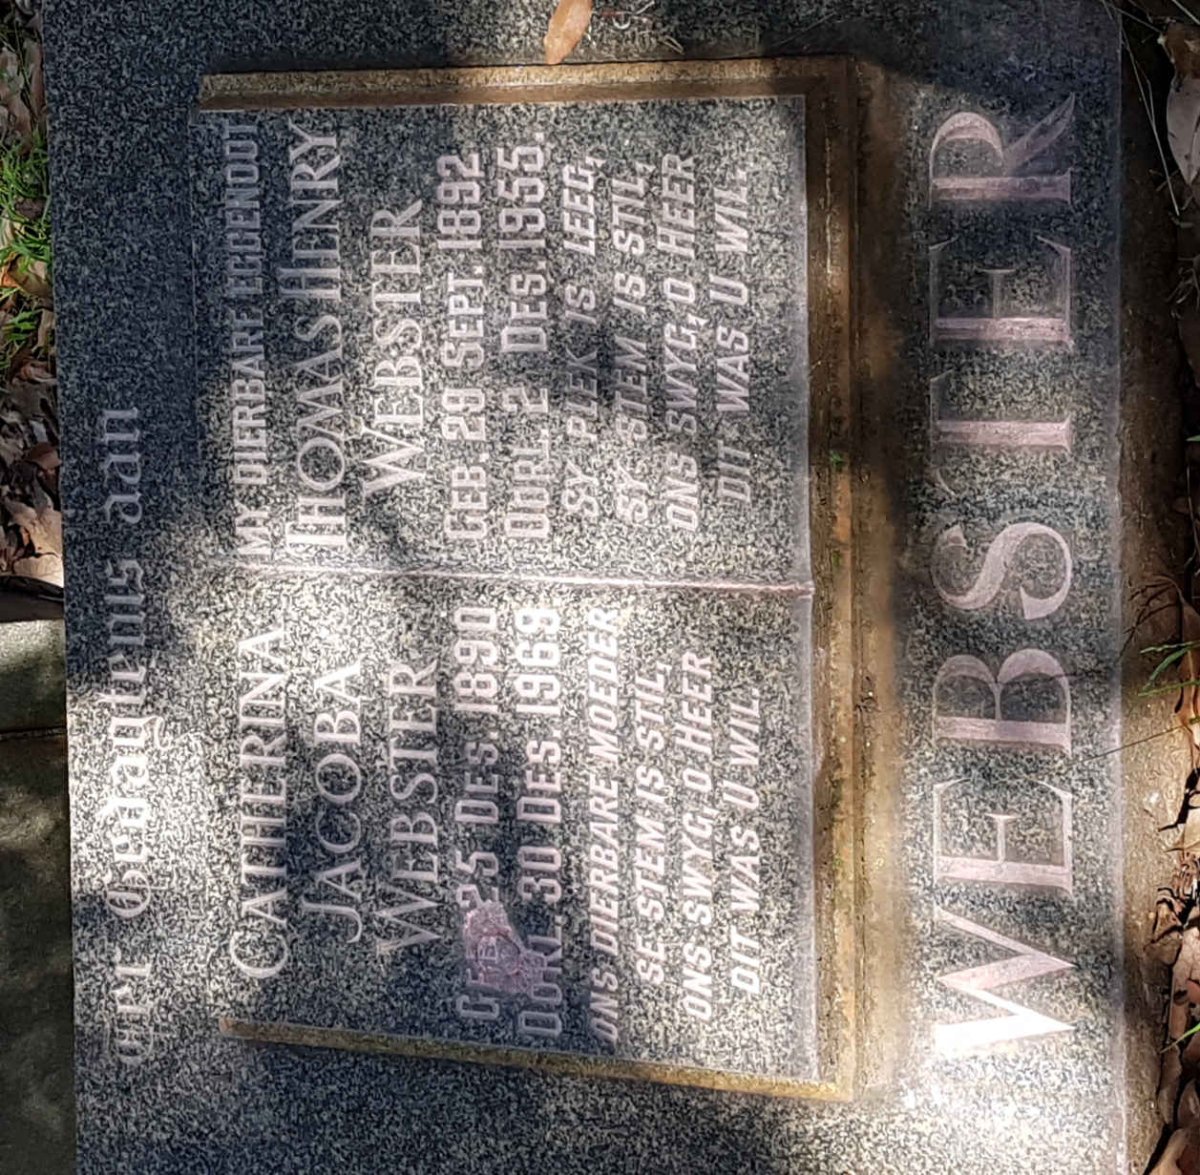 Ter Gedagtenis aan
CATHERINA
JACOBA
WEBSTER
GEB. 25 DES. 1890
OORL. 30 DES. 1969
ONS DIERBARE MOEDER
SE STEM IS STIL,
ONS SWYG, O HEER
DIT WAS U WIL.
MY DIERBARE EGGENOOT
THOMAS HENRY
WEBSTER
GEB. 28 SEPT. 1892
OORL. 2 DES. 1955.
SY PLEK IS LEEG,
SY STEM IS STIL,
ONS SWYG, O HEER
DIT WAS U WIL.
WEBSTER